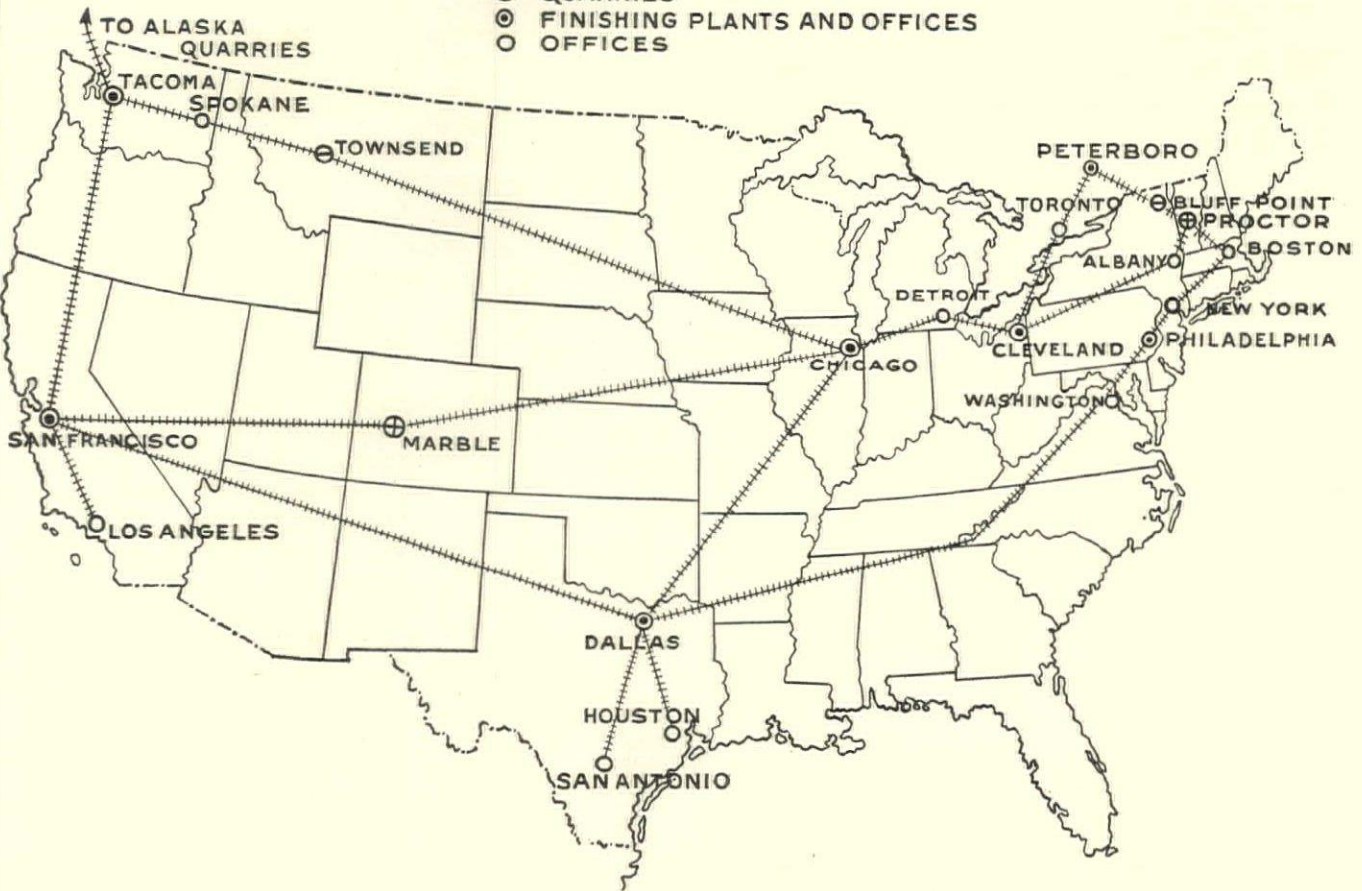 QUARRIES
FINISHING PLANTS AND OFFICES
OFFICES
TO ALASKA
QUARRIES
TACOMA
SPOKANE
TOWNSEND
PETERBORO
TORONTO
BLUFF POINT
PROCTOR
ALBANY
BOSTON
DETROIT
NEW YORK
CLEVELAND
PHILADELPHIA
CHICAGO
WASHINGTON
SAN FRANCISCO
MARBLE
LOS ANGELES
DALLAS
HOUSTON
SAN ANTONIO